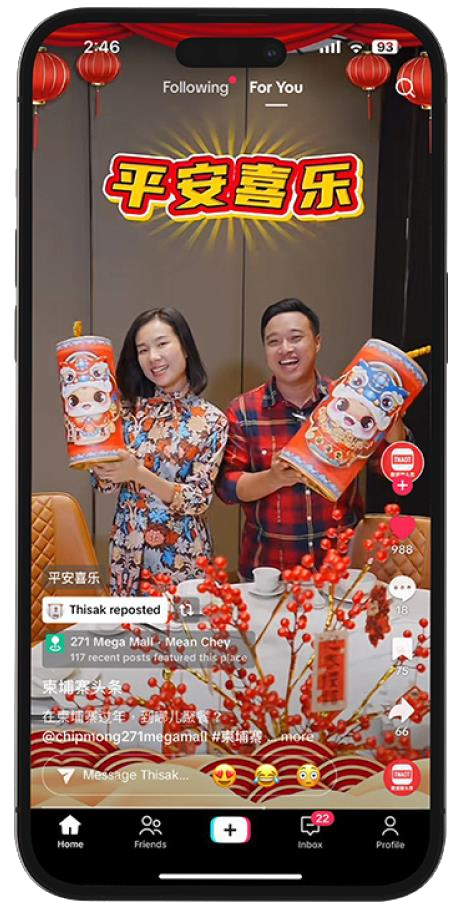 2:46
93
Following
For You
平安喜乐
TNAOT
988
平安喜乐
Thisak reposted
18
271 Mega Mall · Mean Chey
117 recent posts featured this place
75
柬埔寨头条
在柬埔寨过年，到哪儿聚餐？
@chipmong271megamall #柬埔寨 ... more
66
Message Thisak...
TNAOT
Home
Friends
22
Inbox
Profile